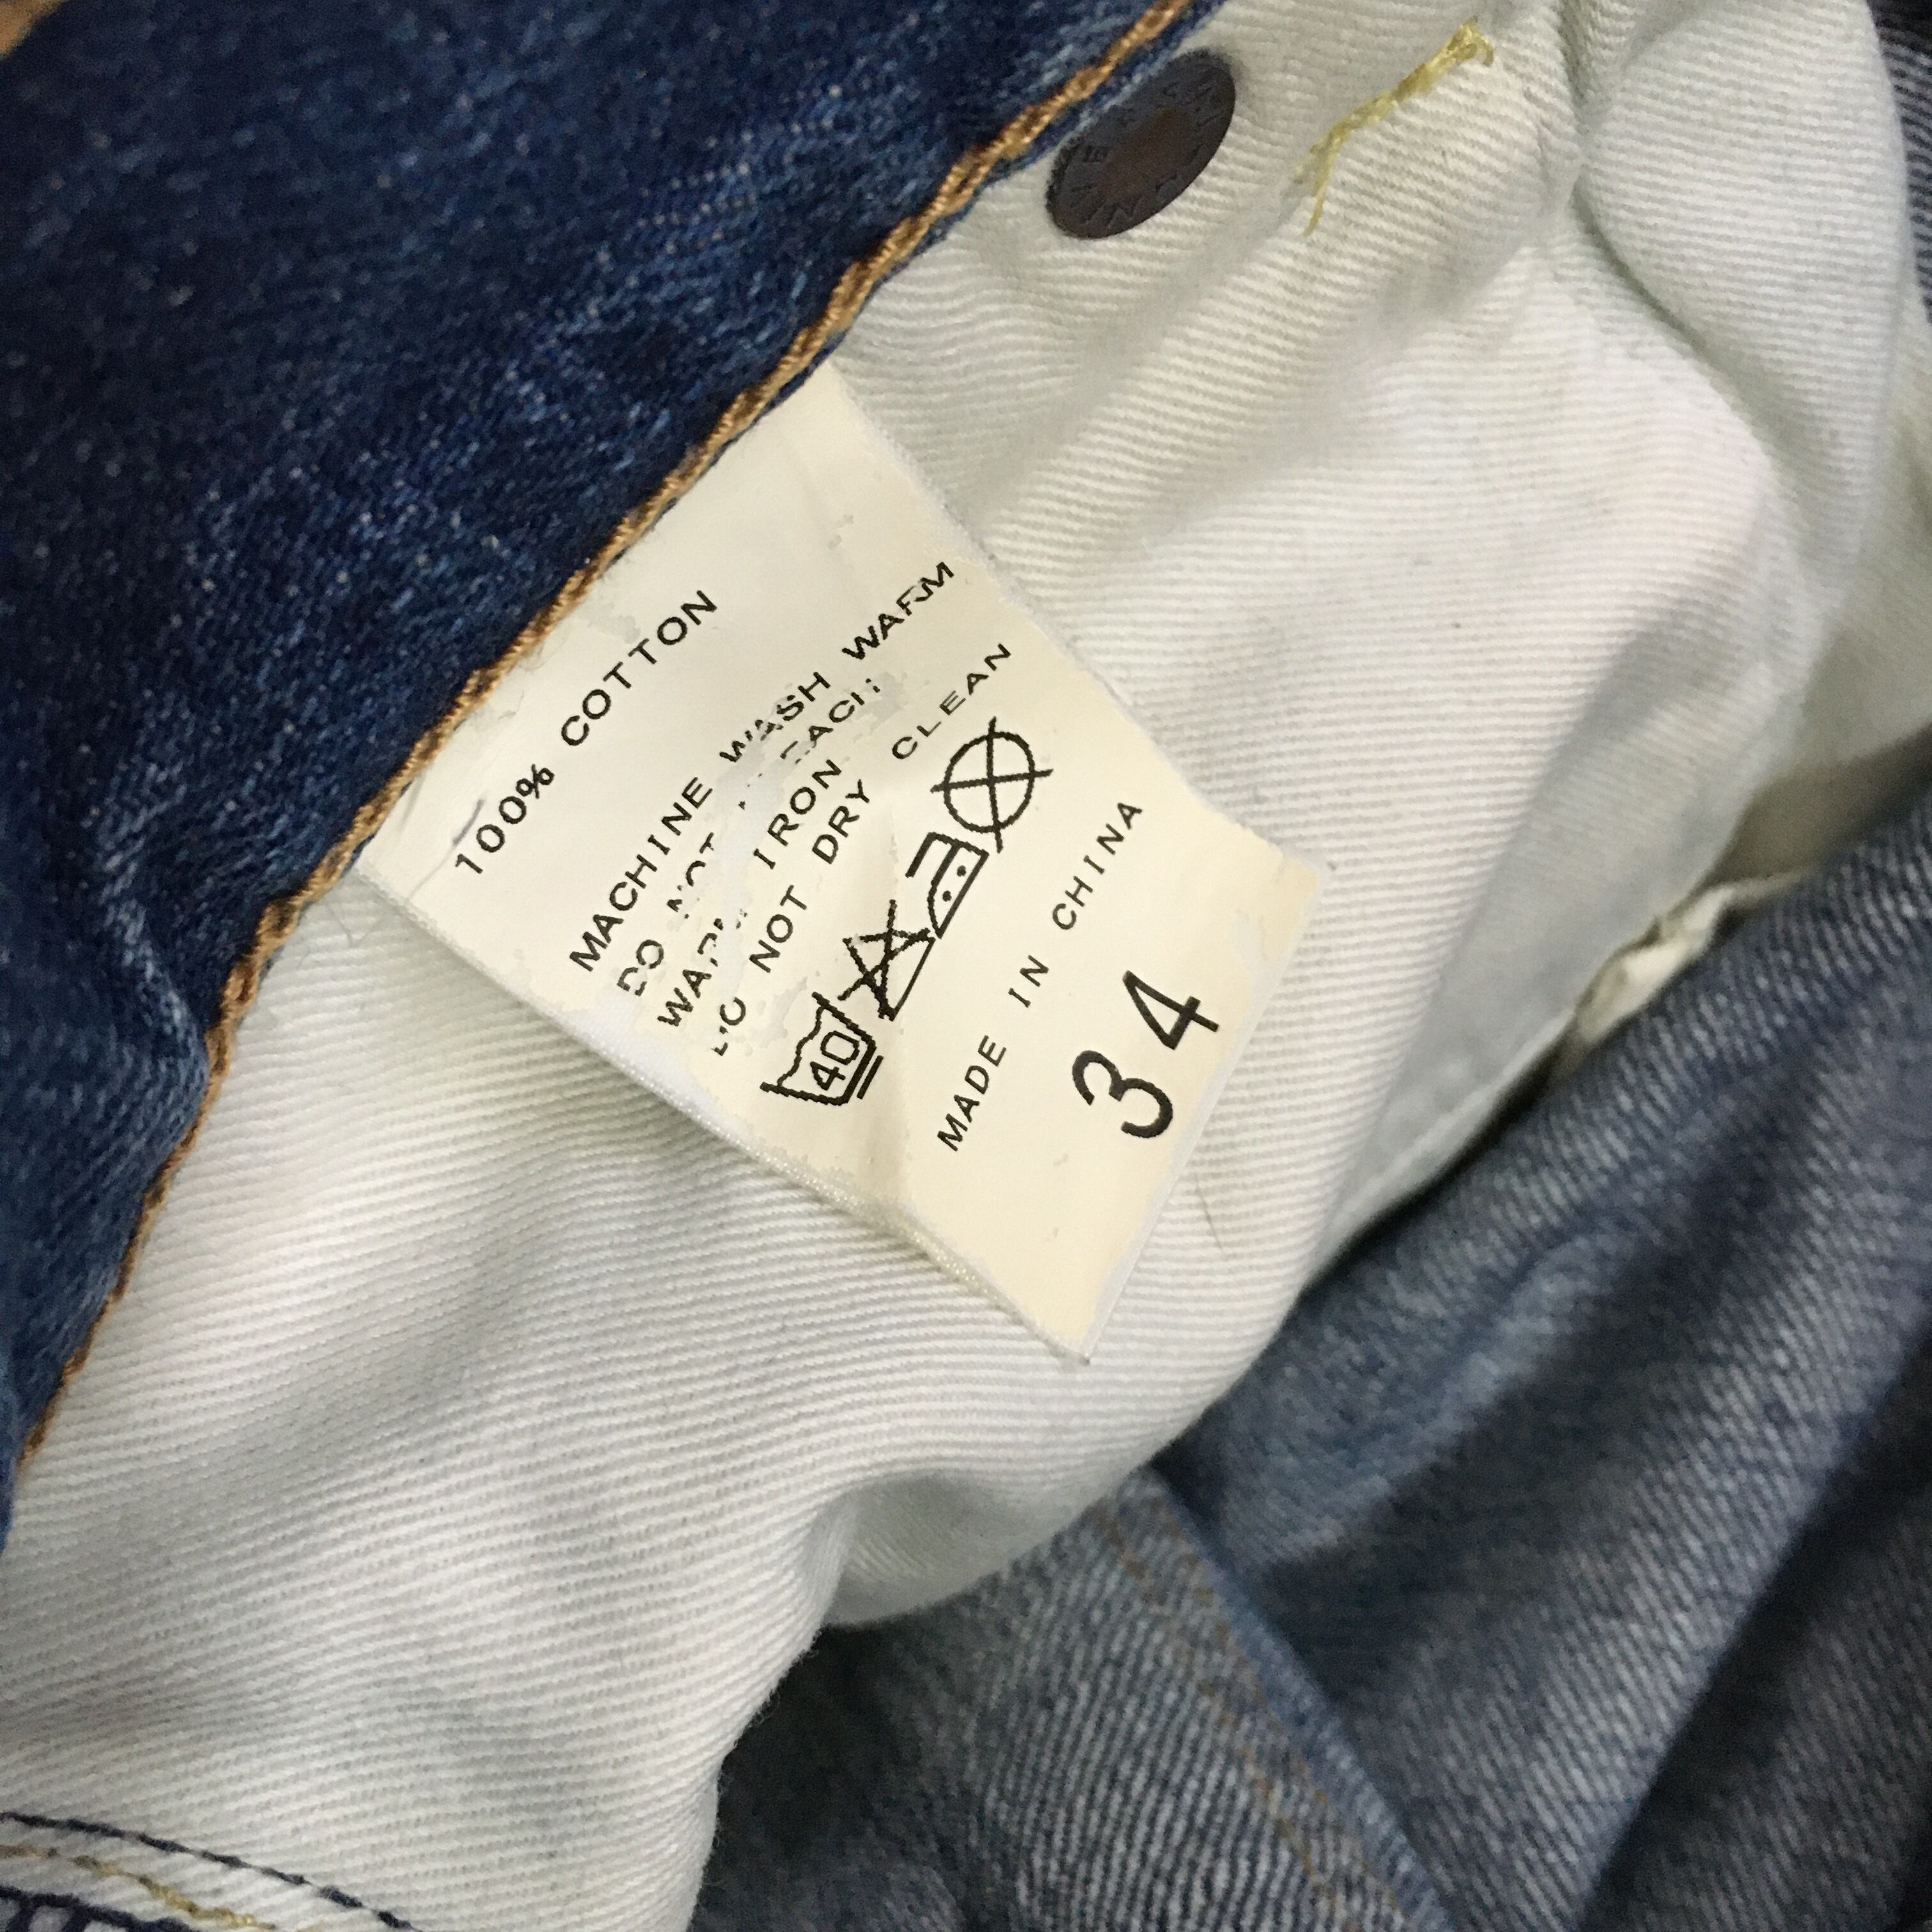 100% COTTON
MACHINE WASH WARM
DO NOT BLEACH
WARM IRON
DO NOT DRY CLEAN
40
MADE IN CHINA
34